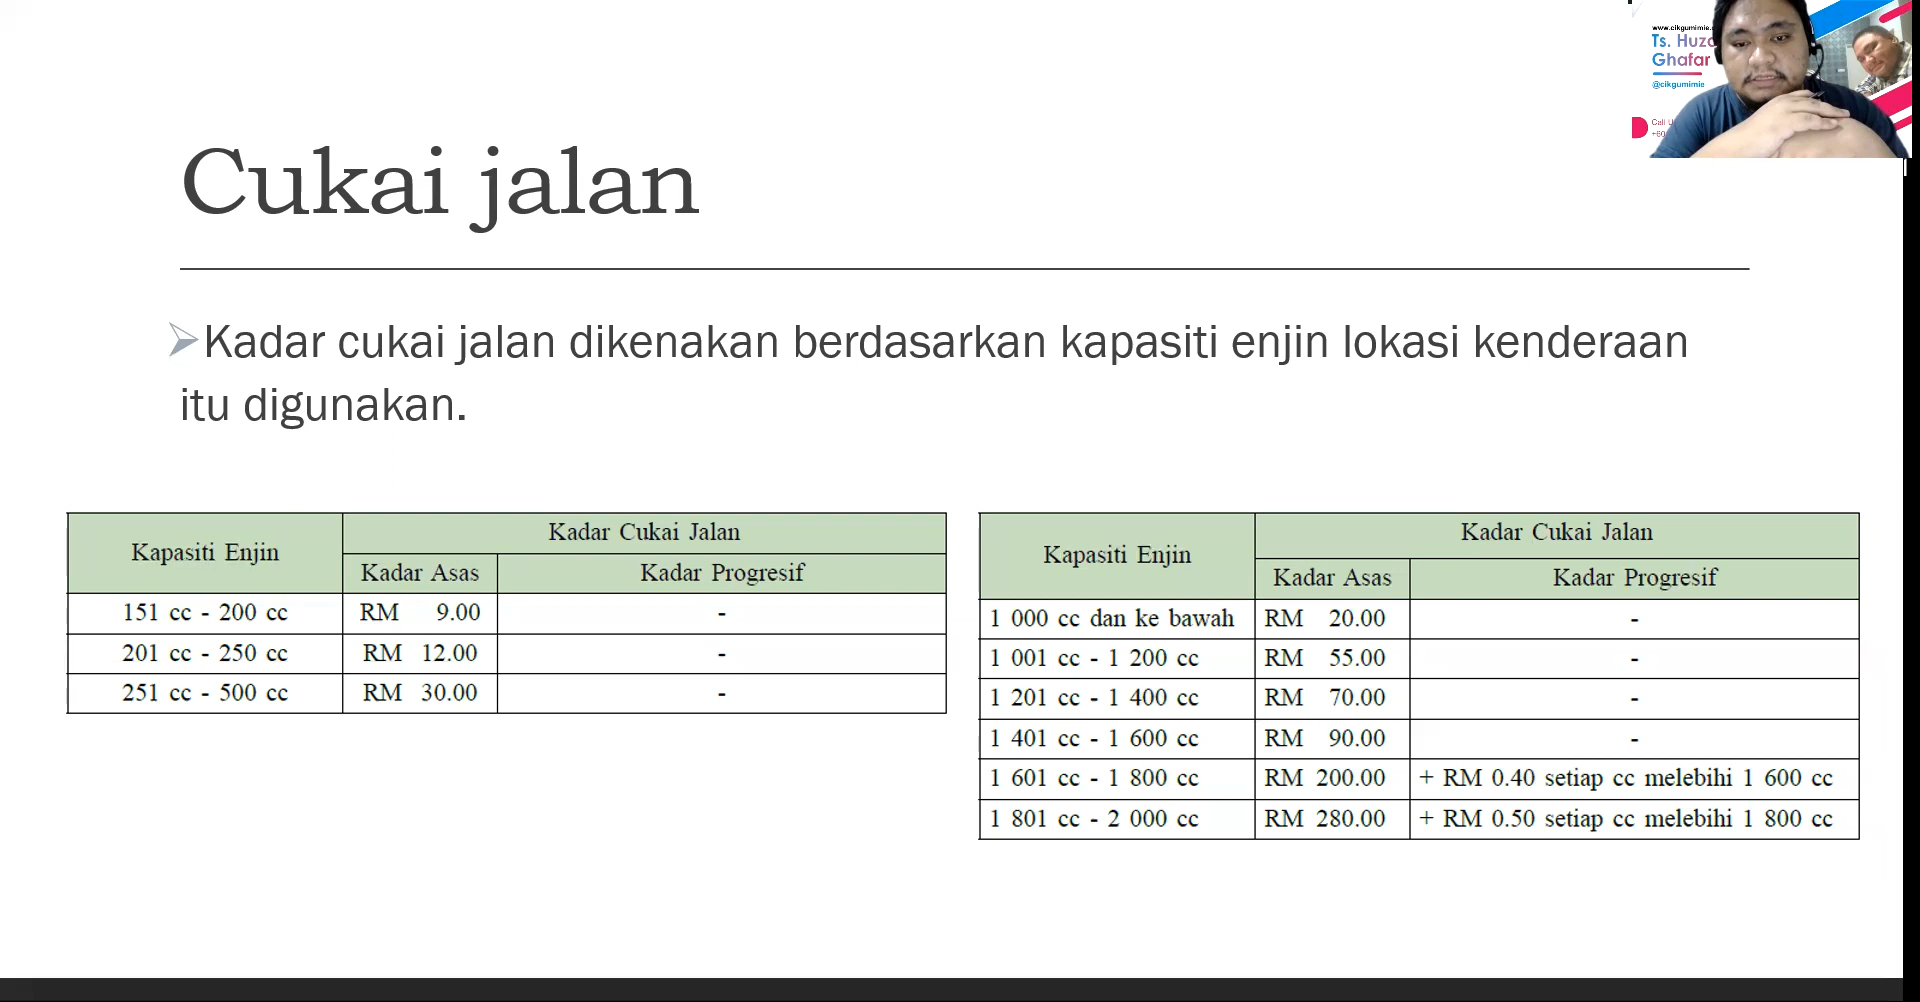 www.cikgumimie.
Ts. Huza
Ghafar
@cikgumimie
Call U
+60
Cukai jalan
Kadar cukai jalan dikenakan berdasarkan kapasiti enjin lokasi kenderaan
itu digunakan.
Kapasiti Enjin Kadar Cukai Jalan
Kadar Asas Kadar Progresif
151 cc - 200 cc RM 9.00 -
201 cc - 250 cc RM 12.00 -
251 cc - 500 cc RM 30.00 -
Kapasiti Enjin Kadar Cukai Jalan
Kadar Asas Kadar Progresif
1 000 cc dan ke bawah RM 20.00 -
1 001 cc - 1 200 cc RM 55.00 -
1 201 cc - 1 400 cc RM 70.00 -
1 401 cc - 1 600 cc RM 90.00 -
1 601 cc - 1 800 cc RM 200.00 + RM 0.40 setiap cc melebihi 1 600 cc
1 801 cc - 2 000 cc RM 280.00 + RM 0.50 setiap cc melebihi 1 800 cc